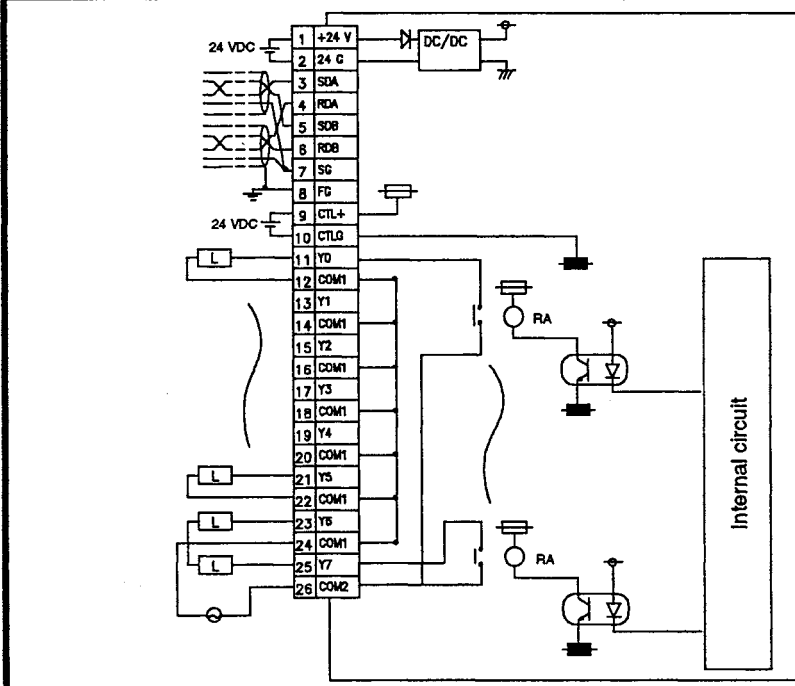 24 VDC
1 +24 V
2 24 G
3 SDA
4 RDA
5 SDB
6 RDB
7 SG
8 FG
9 CTL+
10 CTLG
11 Y0
12 COM1
13 Y1
14 COM1
15 Y2
16 COM1
17 Y3
18 COM1
19 Y4
20 COM1
21 Y5
22 COM1
23 Y6
24 COM1
25 Y7
26 COM2
DC/DC
24 VDC
L
L
L
L
RA
RA
Internal circuit